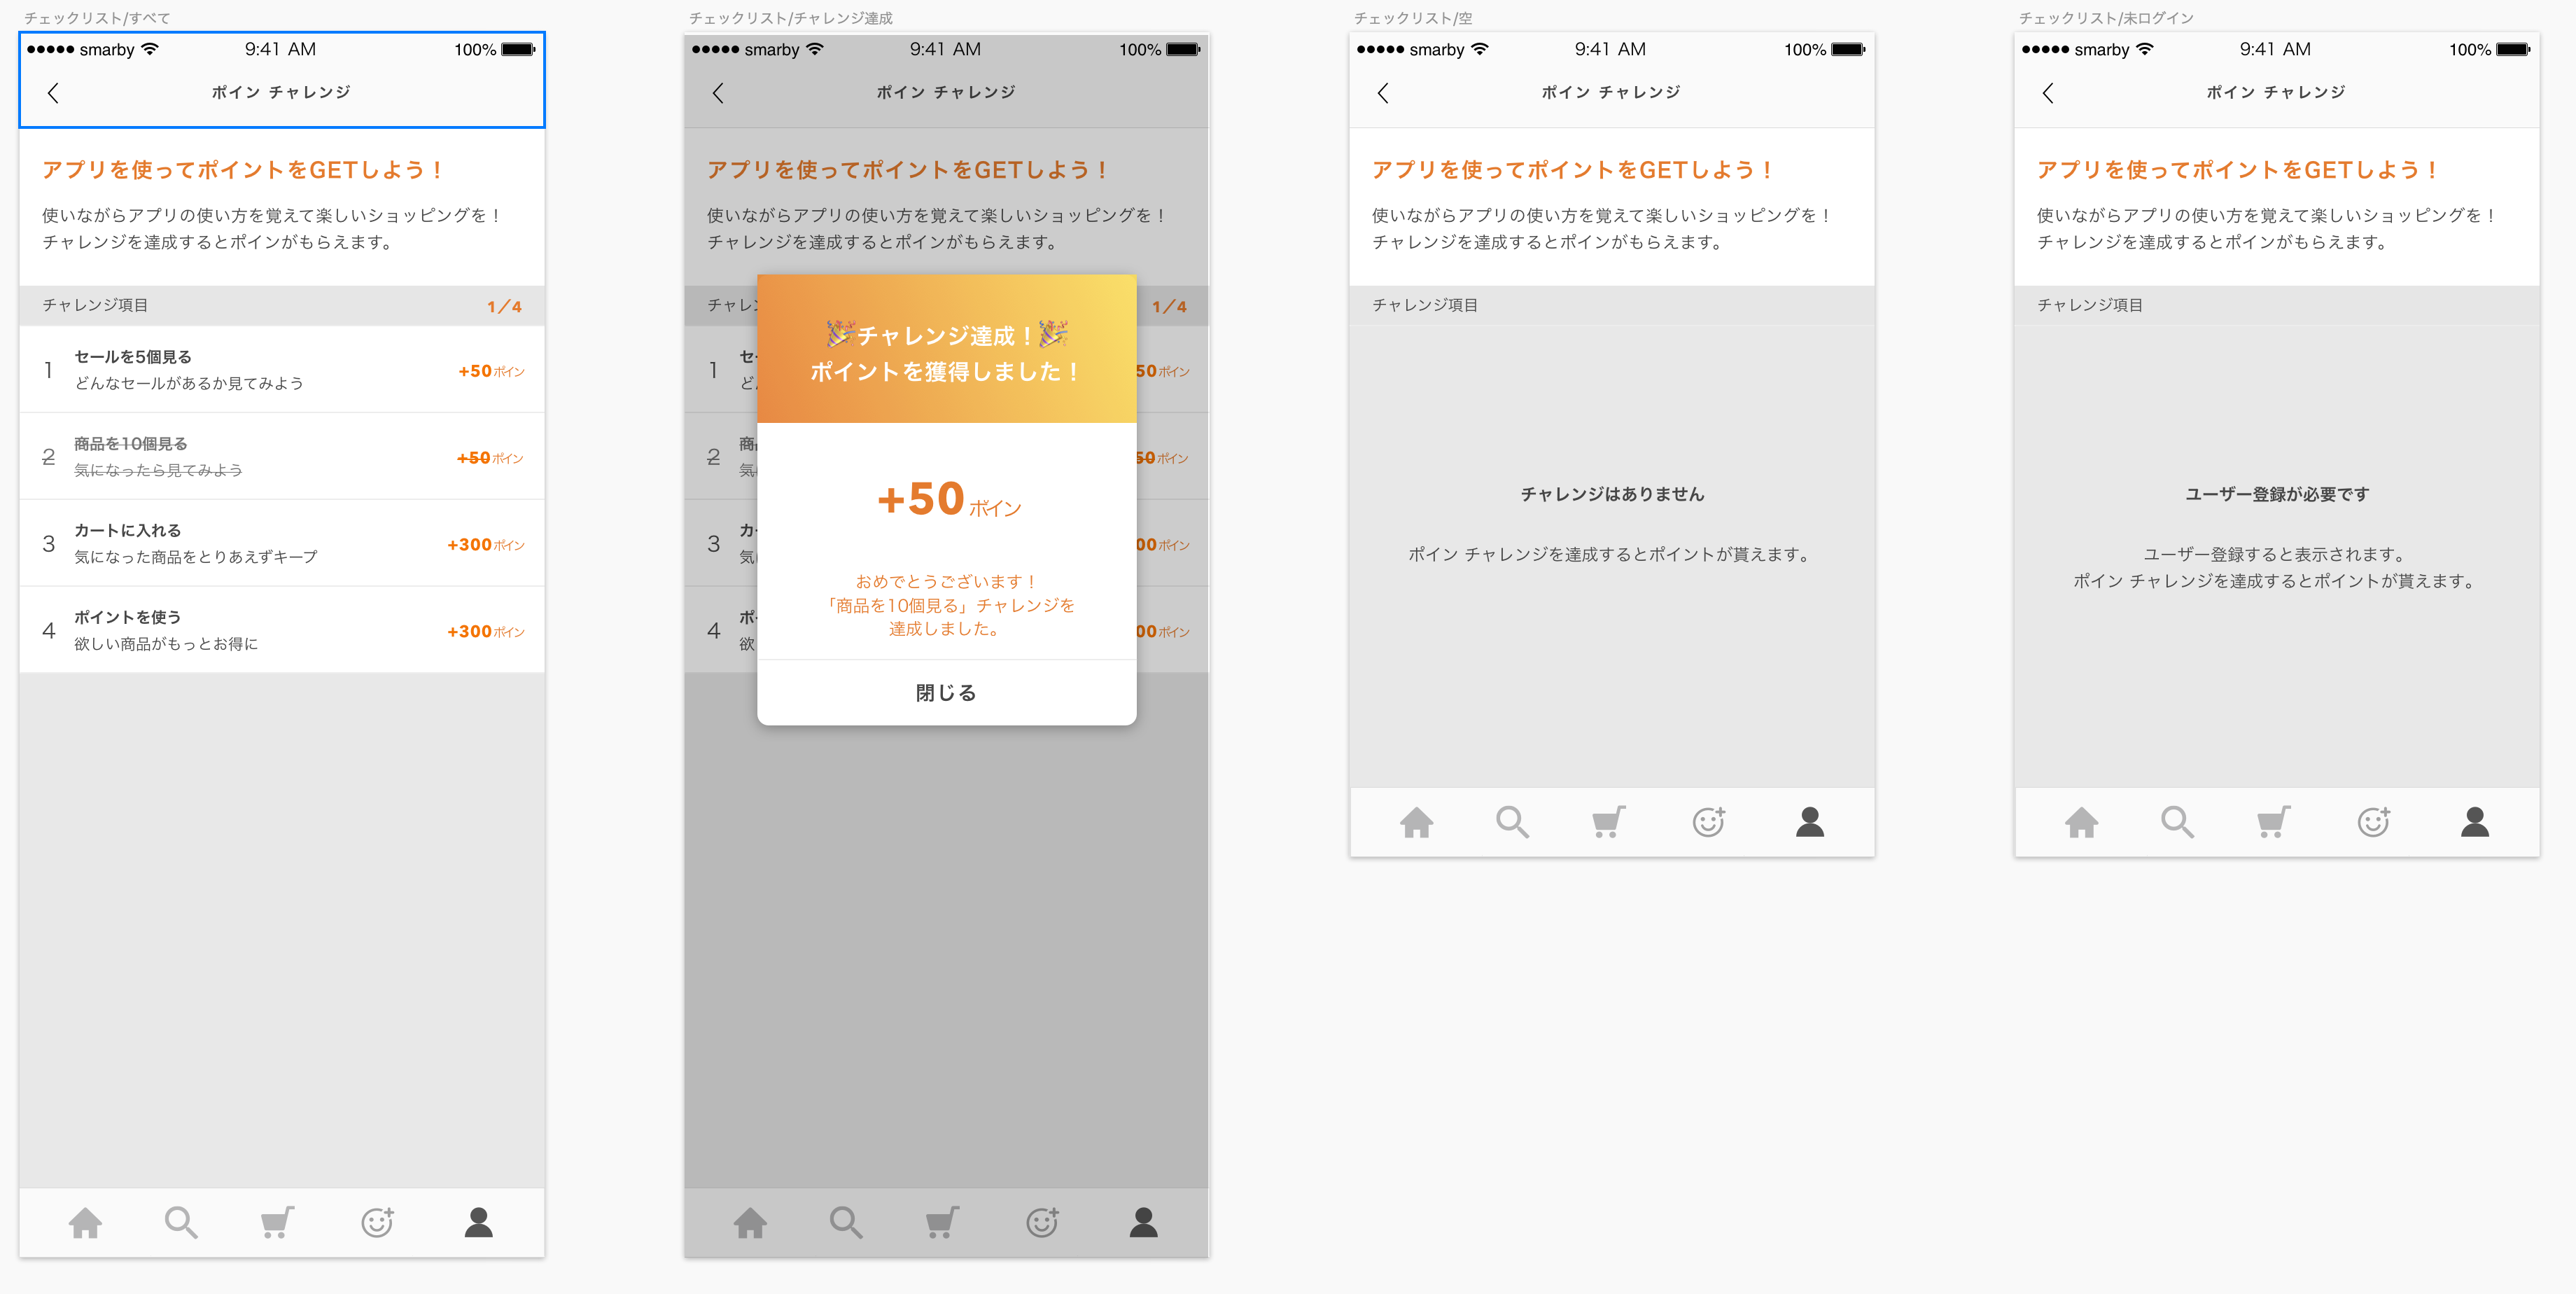 チェックリスト/すべて
smarby 9:41 AM 100%
ポイン チャレンジ
アプリを使ってポイントをGETしよう！
使いながらアプリの使い方を覚えて楽しいショッピングを！
チャレンジを達成するとポインがもらえます。
チャレンジ項目 1／4
1 セールを5個見る
どんなセールがあるか見てみよう
+50ポイン
2 商品を10個見る
気になったら見てみよう
+50ポイン
3 カートに入れる
気になった商品をとりあえずキープ
+300ポイン
4 ポイントを使う
欲しい商品がもっとお得に
+300ポイン
チェックリスト/チャレンジ達成
smarby 9:41 AM 100%
ポイン チャレンジ
アプリを使ってポイントをGETしよう！
使いながらアプリの使い方を覚えて楽しいショッピングを！
チャレンジを達成するとポインがもらえます。
チャレ 1／4
🎉チャレンジ達成！🎉
ポイントを獲得しました！
1 セ
ど
50ポイン
2 商
気
50ポイン
3 カ
気
00ポイン
4 ポ
欲
00ポイン
+50ポイン
おめでとうございます！
「商品を10個見る」チャレンジを
達成しました。
閉じる
チェックリスト/空
smarby 9:41 AM 100%
ポイン チャレンジ
アプリを使ってポイントをGETしよう！
使いながらアプリの使い方を覚えて楽しいショッピングを！
チャレンジを達成するとポインがもらえます。
チャレンジ項目
チャレンジはありません
ポイン チャレンジを達成するとポイントが貰えます。
チェックリスト/未ログイン
smarby 9:41 AM 100%
ポイン チャレンジ
アプリを使ってポイントをGETしよう！
使いながらアプリの使い方を覚えて楽しいショッピングを！
チャレンジを達成するとポインがもらえます。
チャレンジ項目
ユーザー登録が必要です
ユーザー登録すると表示されます。
ポイン チャレンジを達成するとポイントが貰えます。